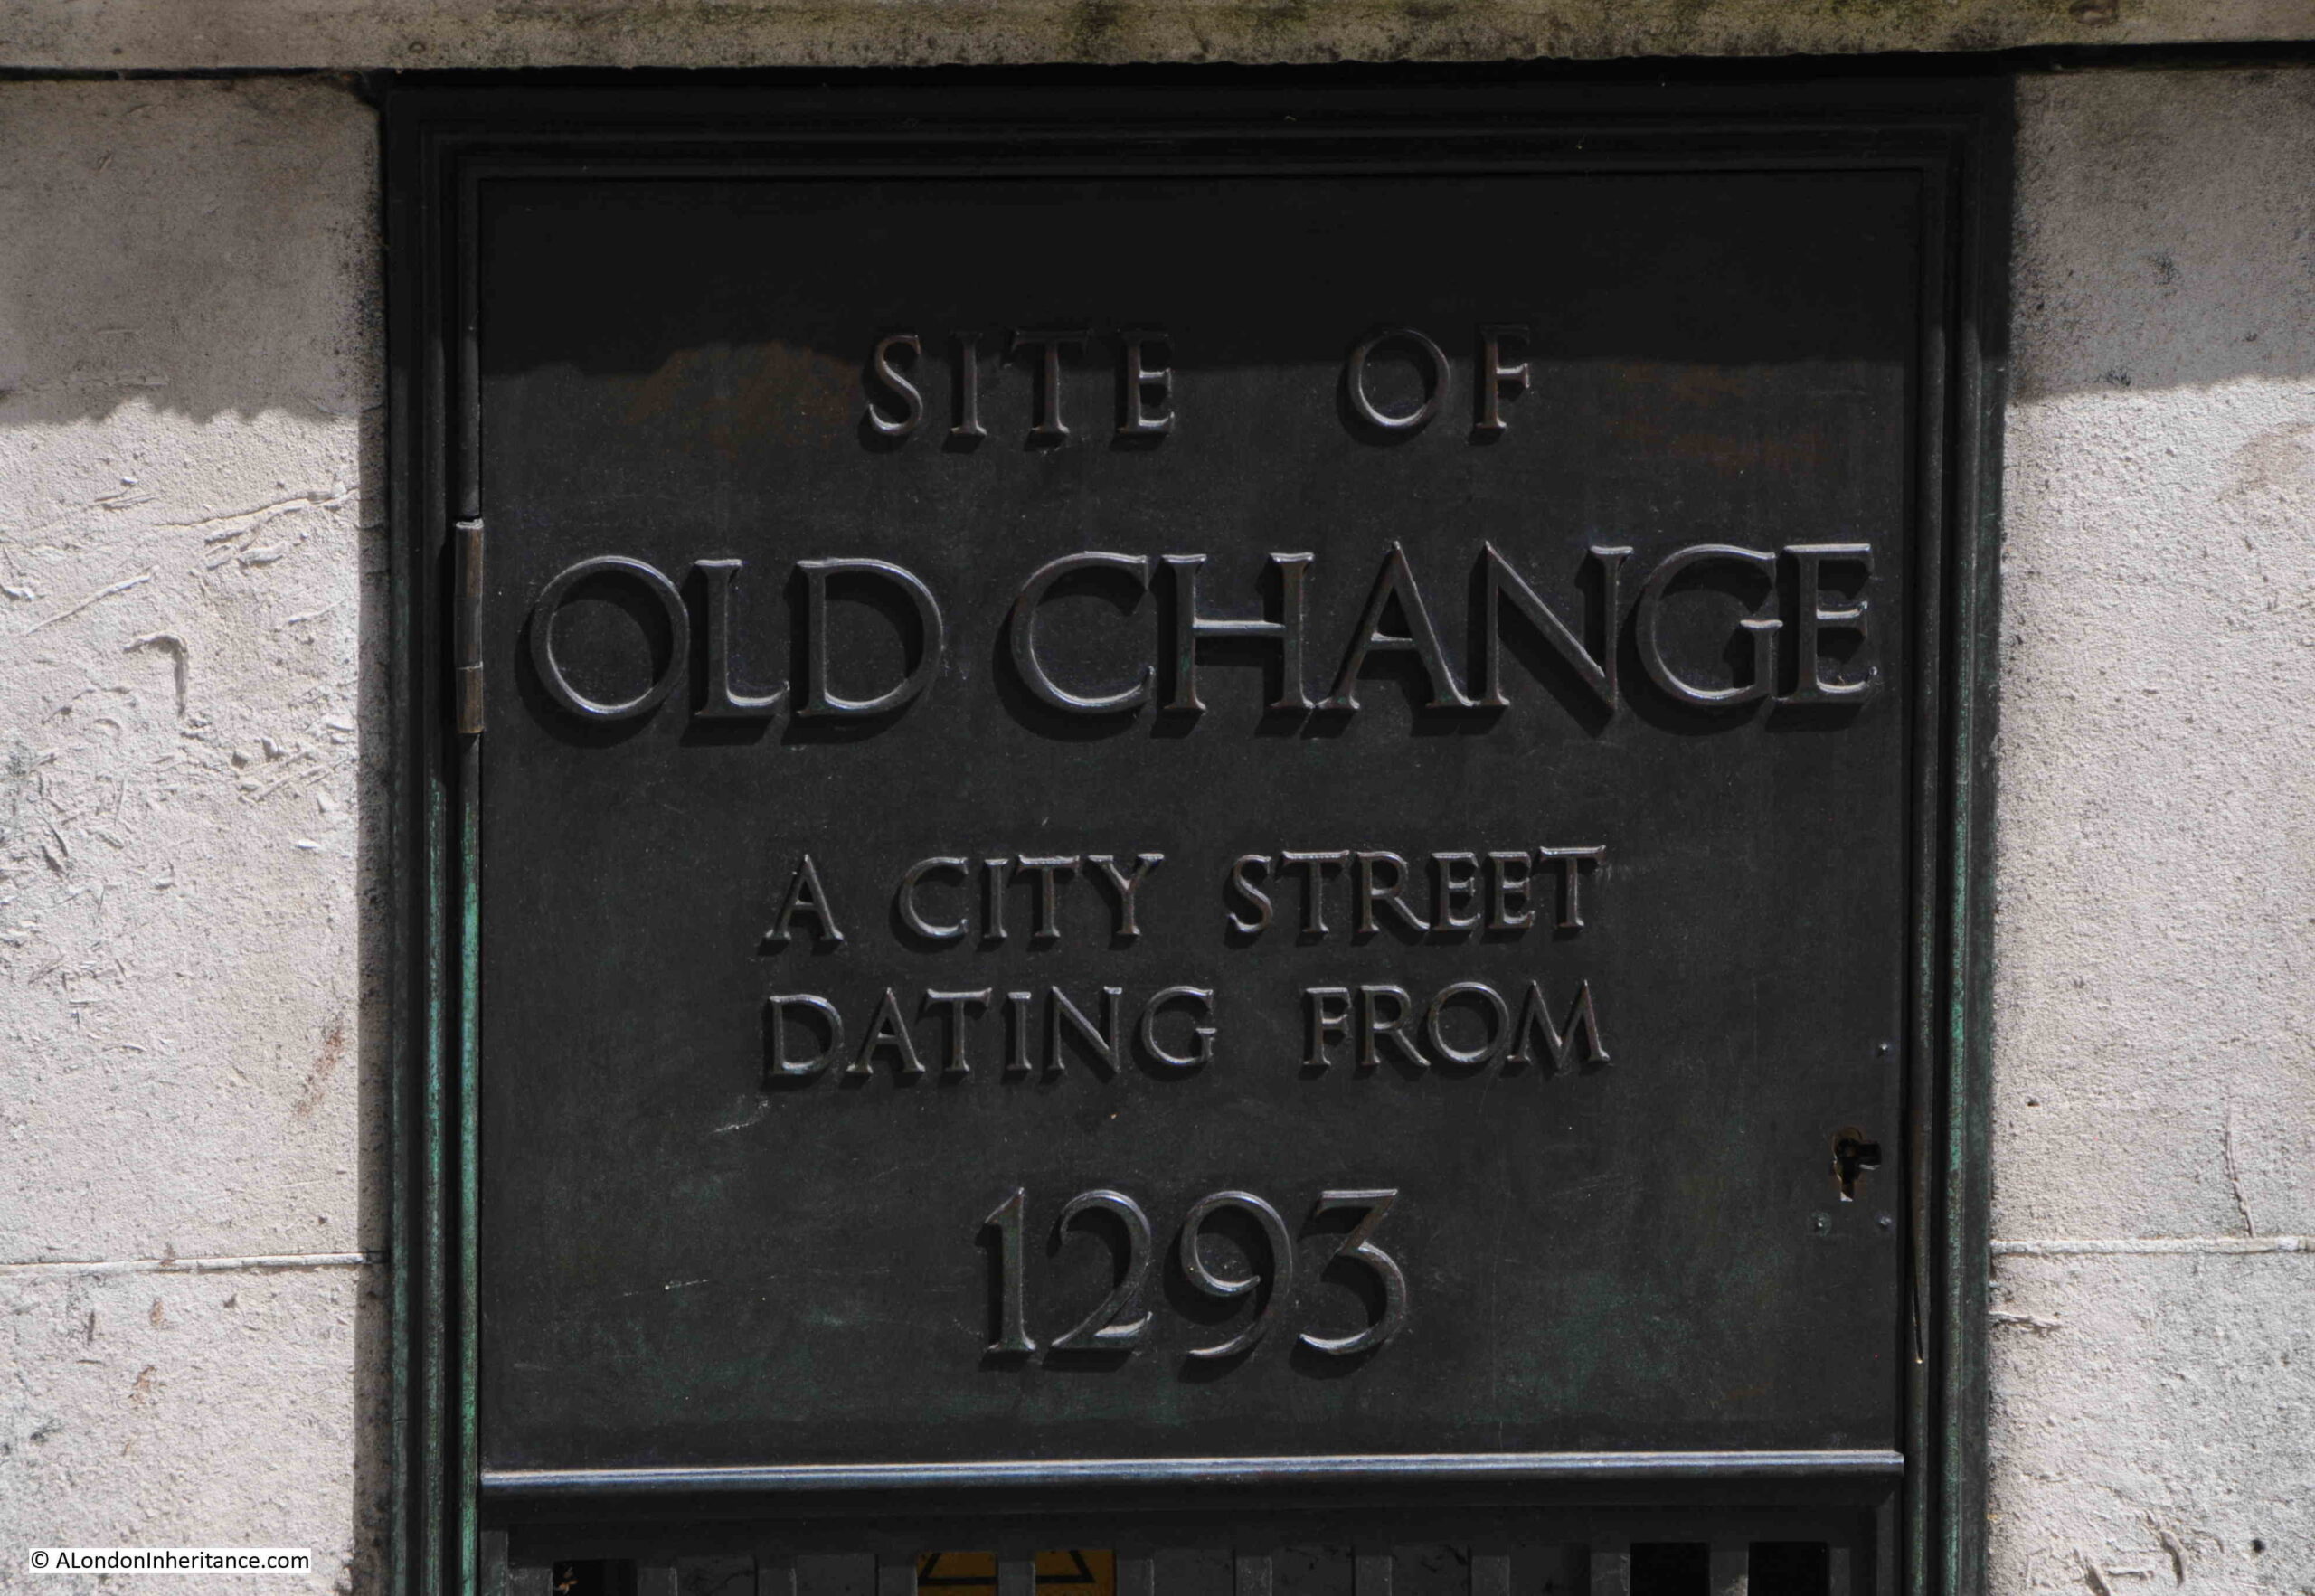 SITE OF
OLD CHANGE
A CITY STREET
DATING FROM
1293
© ALondonInheritance.com